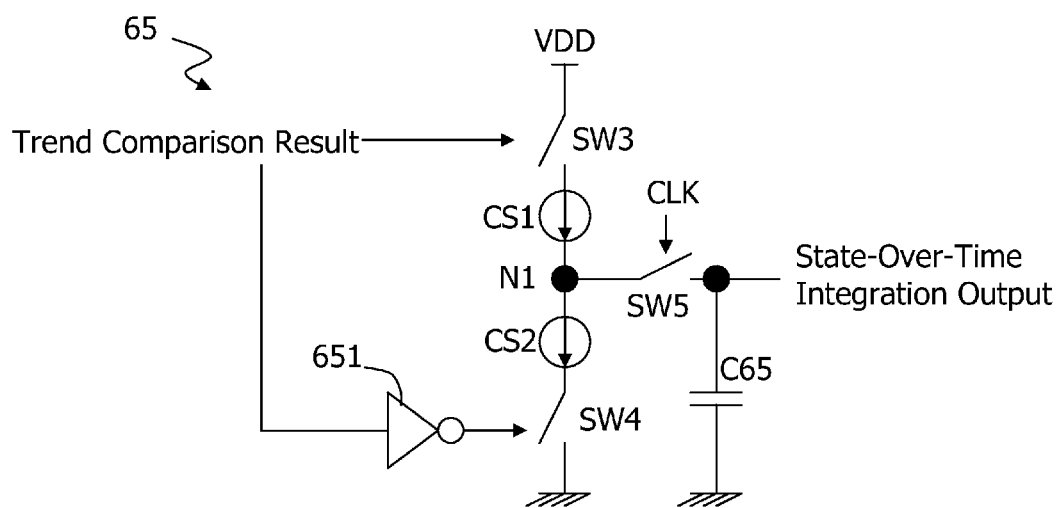 65
VDD
Trend Comparison Result
SW3
CS1
CLK
N1
SW5
State-Over-Time
Integration Output
CS2
651
C65
SW4